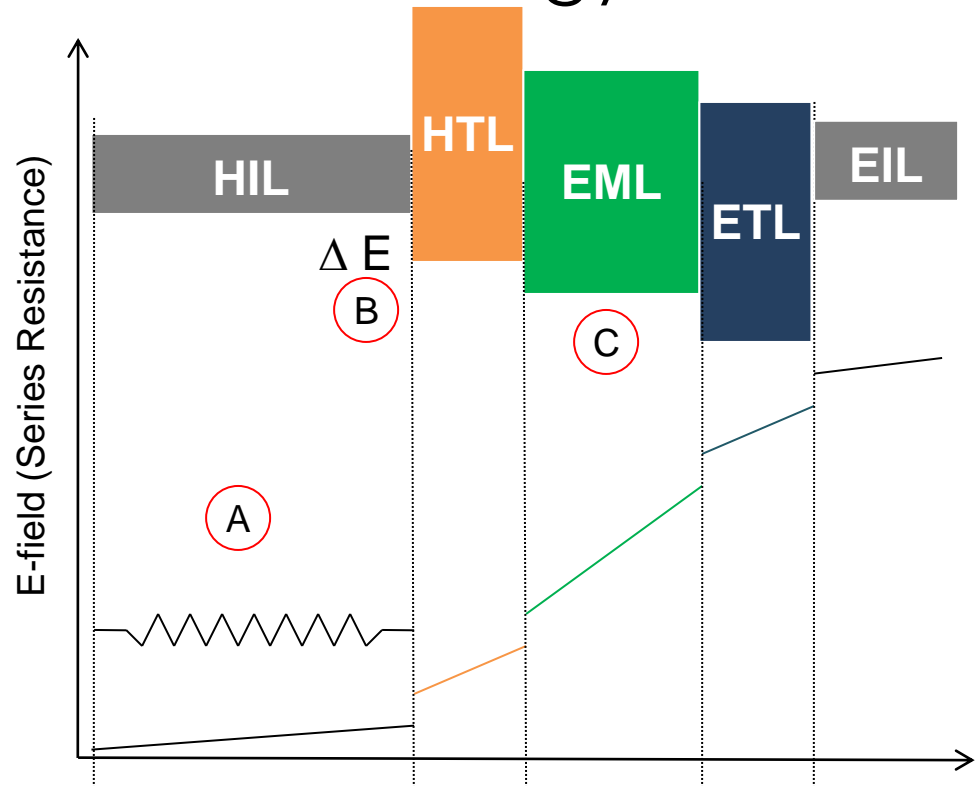 HTL
HIL
EML
EIL
ETL
Δ E
B
C
A
E-field (Series Resistance)